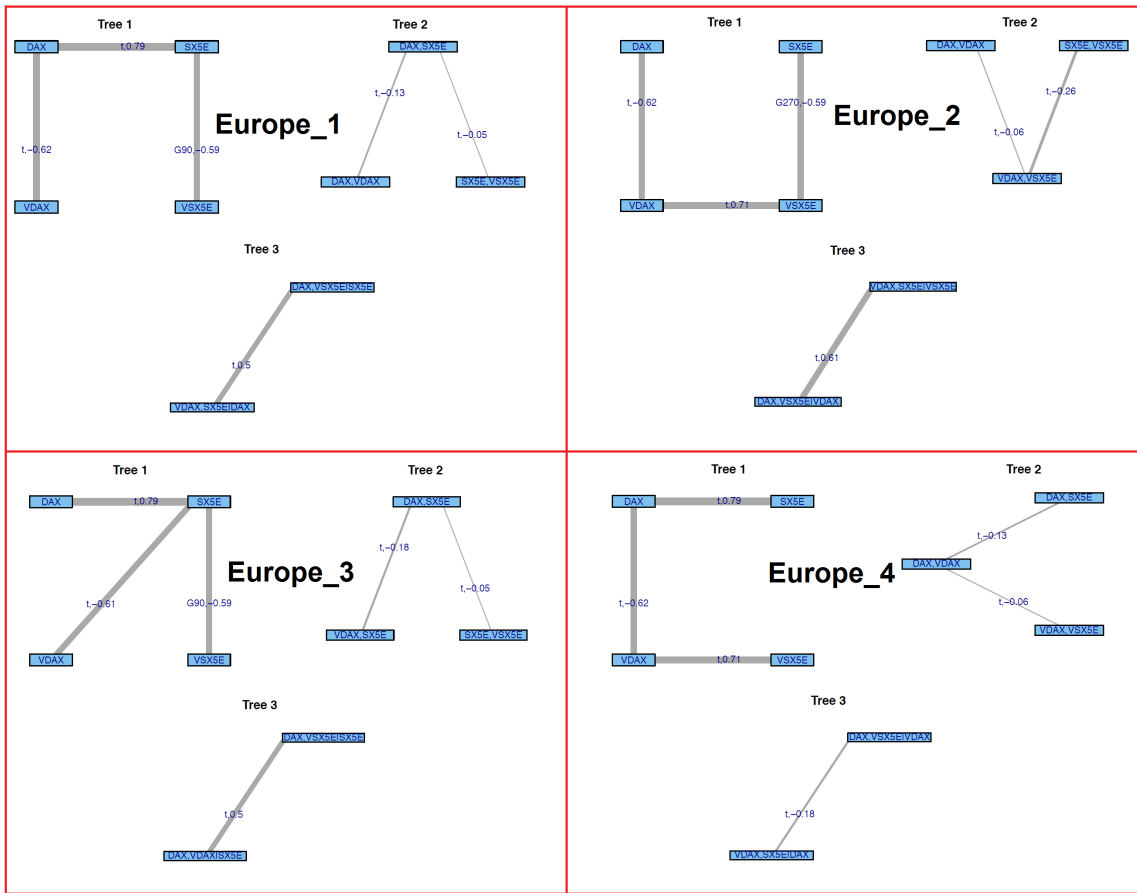 Tree 1
Tree 2
DAX
t,0.79
SX5E
DAX,SX5E
t,−0.13
t,−0.62
G90,−0.59
Europe_1
t,−0.05
DAX,VDAX
SX5E,VSX5E
VDAX
VSX5E
Tree 3
DAX,VSX5E|SX5E
t,0.5
VDAX,SX5E|DAX
Tree 1
Tree 2
DAX
SX5E
DAX,VDAX
SX5E,VSX5E
t,−0.62
G270,−0.59
t,−0.26
Europe_2
t,−0.06
VDAX,VSX5E
VDAX
t,0.71
VSX5E
Tree 3
VDAX,SX5E|VSX5E
t,0.61
DAX,VSX5E|VDAX
Tree 1
Tree 2
DAX
t,0.79
SX5E
DAX,SX5E
t,−0.18
Europe_3
t,−0.05
t,−0.61
G90,−0.59
VDAX,SX5E
SX5E,VSX5E
VDAX
VSX5E
Tree 3
DAX,VSX5E|SX5E
t,0.5
DAX,VDAX|SX5E
Tree 1
Tree 2
DAX
t,0.79
SX5E
DAX,SX5E
t,−0.13
DAX,VDAX
Europe_4
t,−0.62
t,−0.06
VDAX,VSX5E
VDAX
t,0.71
VSX5E
Tree 3
DAX,VSX5E|VDAX
t,−0.18
VDAX,SX5E|DAX